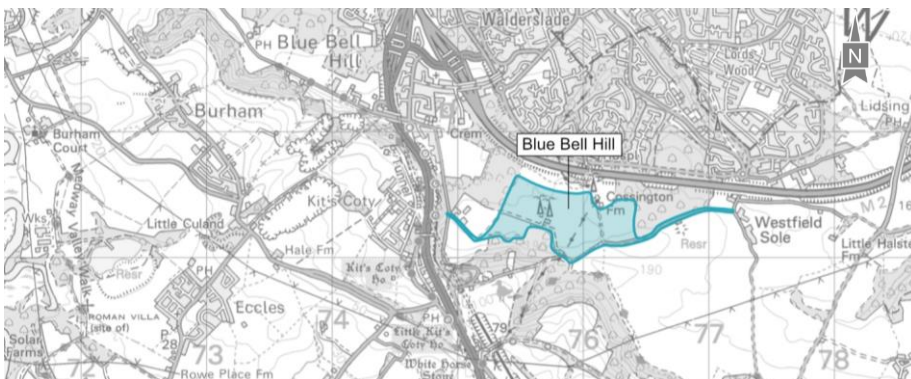 Walderslade
PH
Blue Bell
Hill
Lords
Wood
N
Burham
Lidsing
PH
Burham
Court
Crem
Blue Bell Hill
Tunnel
Cossington
Fm
Kit's Coty
Wks
Medway Valley Walk
Little Culand
M 2
Westfield
Sole
Hale Fm
Resr
Little Halste
Fm
Resr
190
Kit's Coty
Ho
PH
Eccles
100
ROMAN VILLA
(site of)
P
28
74
PH
Little Kit's
Coty Ho
79
76
77
78
73
72
Solar
Farms
Rowe Place Fm
White Horse
Stone